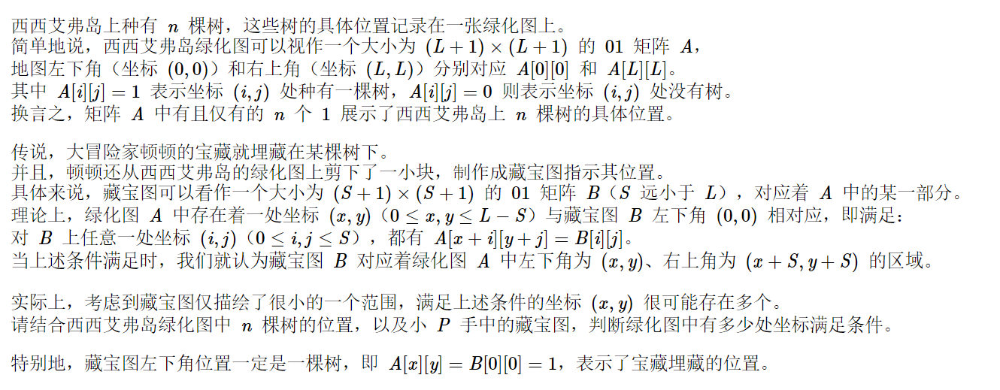 西西艾弗岛上种有 n 棵树，这些树的具体位置记录在一张绿化图上。
简单地说，西西艾弗岛绿化图可以视作一个大小为 (L + 1) × (L + 1) 的 01 矩阵 A，
地图左下角（坐标 (0, 0)）和右上角（坐标 (L, L)）分别对应 A[0][0] 和 A[L][L]。
其中 A[i][j] = 1 表示坐标 (i, j) 处种有一棵树，A[i][j] = 0 则表示坐标 (i, j) 处没有树。
换言之，矩阵 A 中有且仅有的 n 个 1 展示了西西艾弗岛上 n 棵树的具体位置。
传说，大冒险家顿顿的宝藏就埋藏在某棵树下。
并且，顿顿还从西西艾弗岛的绿化图上剪下了一小块，制作成藏宝图指示其位置。
具体来说，藏宝图可以看作一个大小为 (S + 1) × (S + 1) 的 01 矩阵 B（S 远小于 L），对应着 A 中的某一部分。
理论上，绿化图 A 中存在着一处坐标 (x, y)（0 ≤ x, y ≤ L − S）与藏宝图 B 左下角 (0, 0) 相对应，即满足：
对 B 上任意一处坐标 (i, j)（0 ≤ i, j ≤ S），都有 A[x + i][y + j] = B[i][j]。
当上述条件满足时，我们就认为藏宝图 B 对应着绿化图 A 中左下角为 (x, y)、右上角为 (x + S, y + S) 的区域。
实际上，考虑到藏宝图仅描绘了很小的一个范围，满足上述条件的坐标 (x, y) 很可能存在多个。
请结合西西艾弗岛绿化图中 n 棵树的位置，以及小 P 手中的藏宝图，判断绿化图中有多少处坐标满足条件。
特别地，藏宝图左下角位置一定是一棵树，即 A[x][y] = B[0][0] = 1，表示了宝藏埋藏的位置。